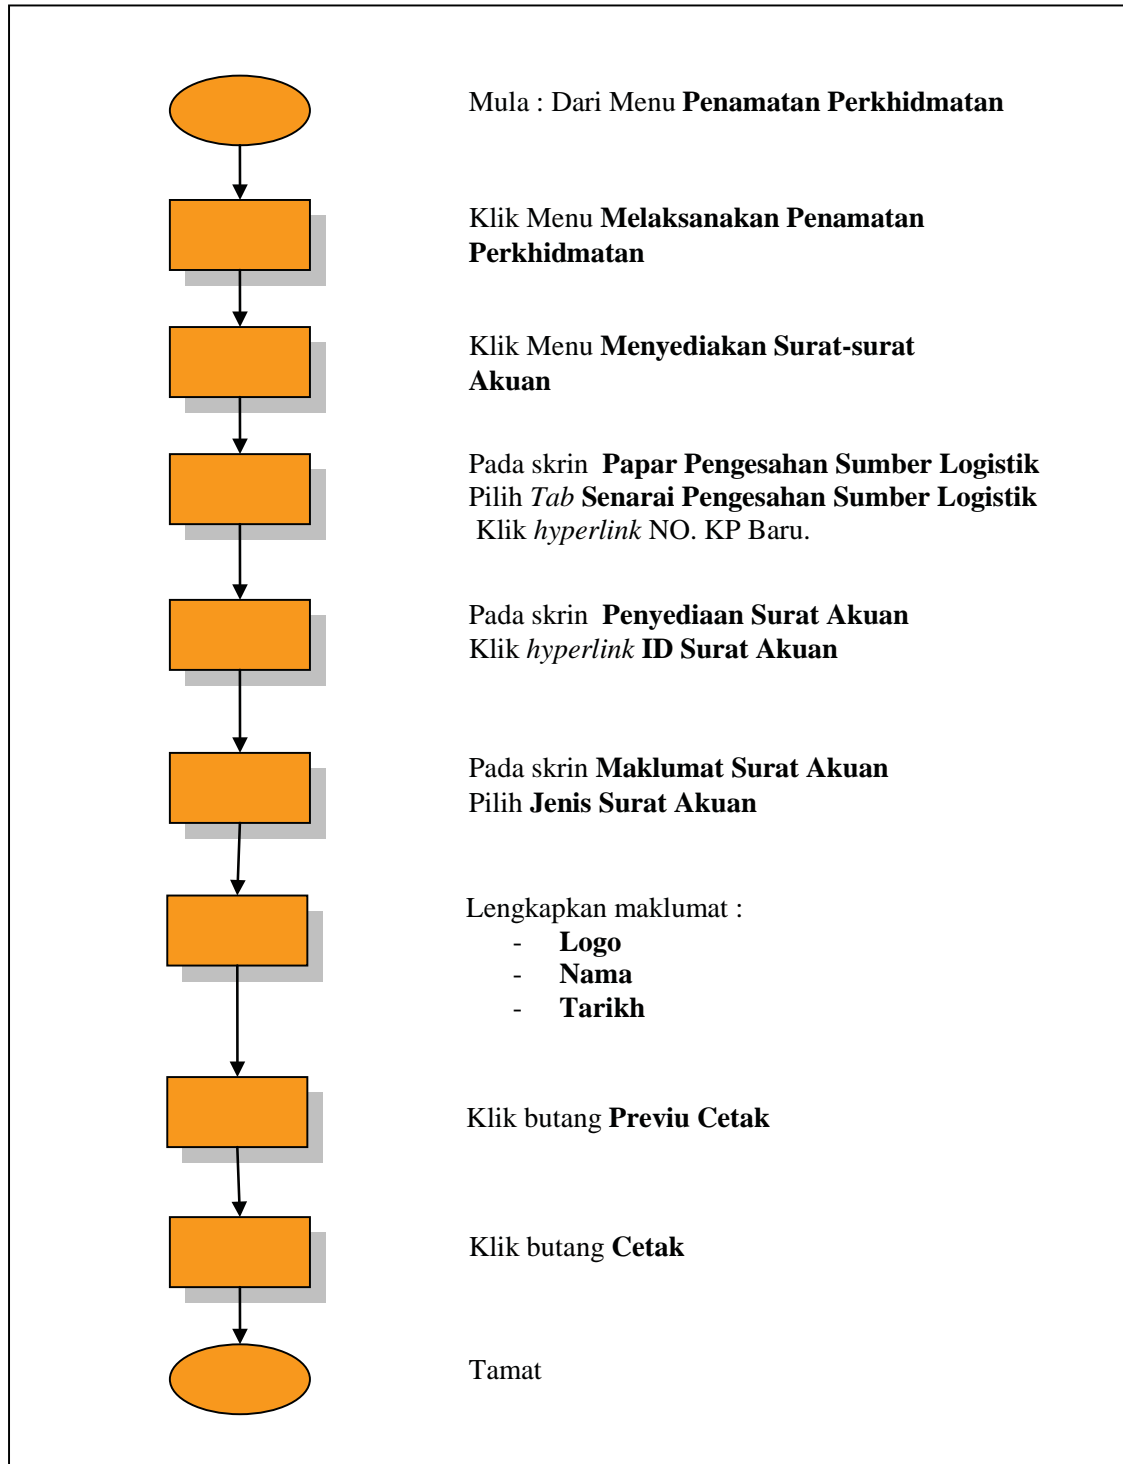 Mula : Dari Menu Penamatan Perkhidmatan
Klik Menu Melaksanakan Penamatan
Perkhidmatan
Klik Menu Menyediakan Surat-surat
Akuan
Pada skrin Papar Pengesahan Sumber Logistik
Pilih Tab Senarai Pengesahan Sumber Logistik
Klik hyperlink NO. KP Baru.
Pada skrin Penyediaan Surat Akuan
Klik hyperlink ID Surat Akuan
Pada skrin Maklumat Surat Akuan
Pilih Jenis Surat Akuan
Lengkapkan maklumat :
- Logo
- Nama
- Tarikh
Klik butang Previu Cetak
Klik butang Cetak
Tamat